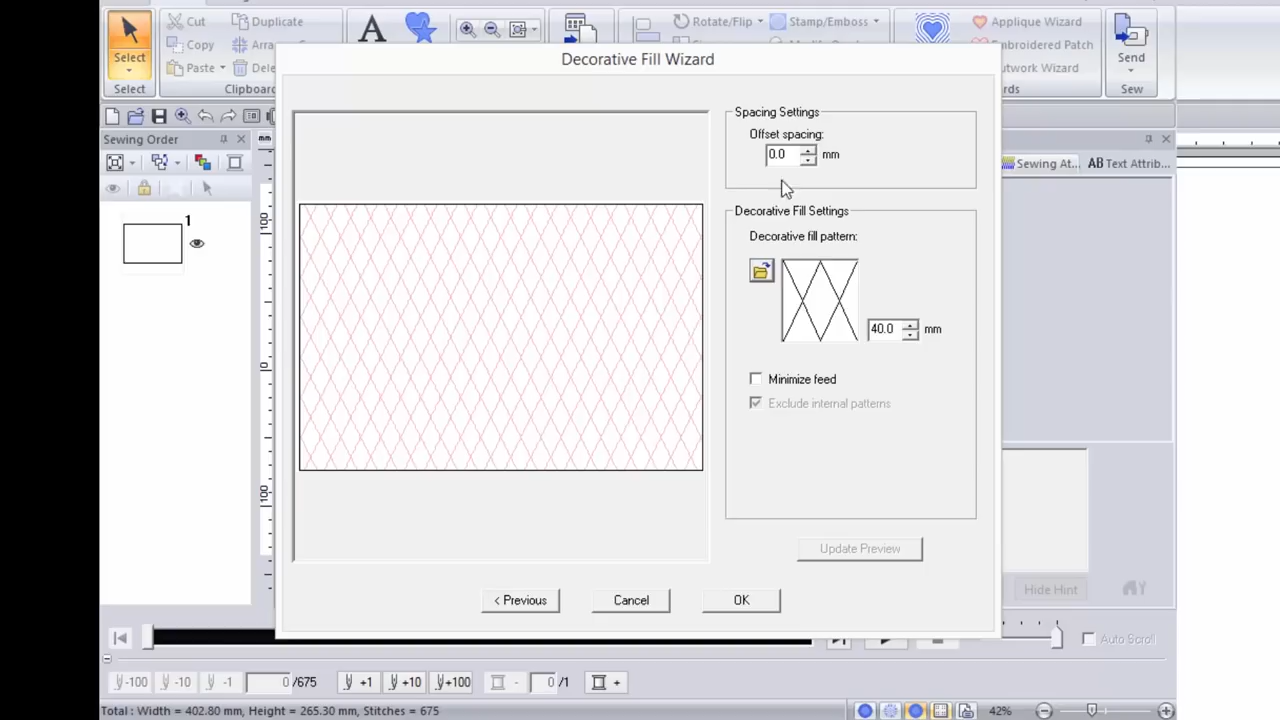 Cut
Duplicate
Rotate/Flip
Stamp/Emboss
Applique Wizard
Select
Copy
Embroidered Patch
Send
Paste
Select
Clipboard
Sew
Decorative Fill Wizard
Sewing Order
mm
Sewing At...
AB Text Attrib...
1
100
0
100
Spacing Settings
Offset spacing:
0.0 mm
Decorative Fill Settings
Decorative fill pattern:
40.0 mm
Minimize feed
Exclude internal patterns
Update Preview
< Previous
Cancel
OK
Hide Hint
Auto Scroll
-100
-10
-1
0 /675
+1
+10
+100
-
0 /1
+
Total : Width = 402.80 mm, Height = 265.30 mm, Stitches = 675
42%